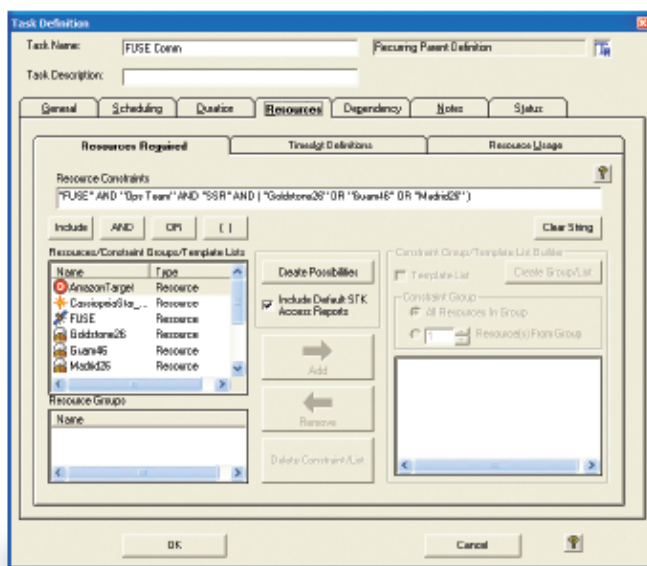 Task Definition
Task Name: FUSE Comm Recurring Parent Definition
Task Description:
General Scheduling Duration Resources Dependency Notes Status
Resources Required Timeslot Definitions Resource Usage
Resource Constraints
"FUSE" AND "Ops Team" AND "SSR" AND ( "Goldstone26" OR "Guam46" OR "Madrid26" )
Include AND OR ( ) Clear String
Resources/Constraint Groups/Template Lists
Name Type
AmazonTarget Resource
CassiopeiaStar_... Resource
FUSE Resource
Goldstone26 Resource
Guam46 Resource
Madrid26 Resource
Create Possibilities
Include Default STK
Access Reports
Add
Remove
Delete Constraint/List
Constraint Group/Template List Builder
Template List Create Group/List
Constraint Group
All Resources In Group
1 Resource(s) From Group
Resource Groups
Name
OK Cancel